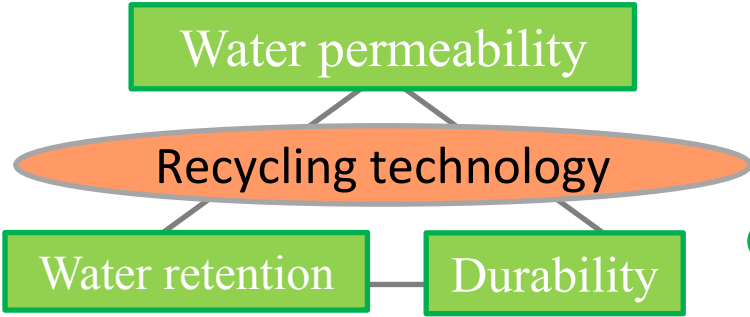 Water permeability
Recycling technology
Water retention
Durability